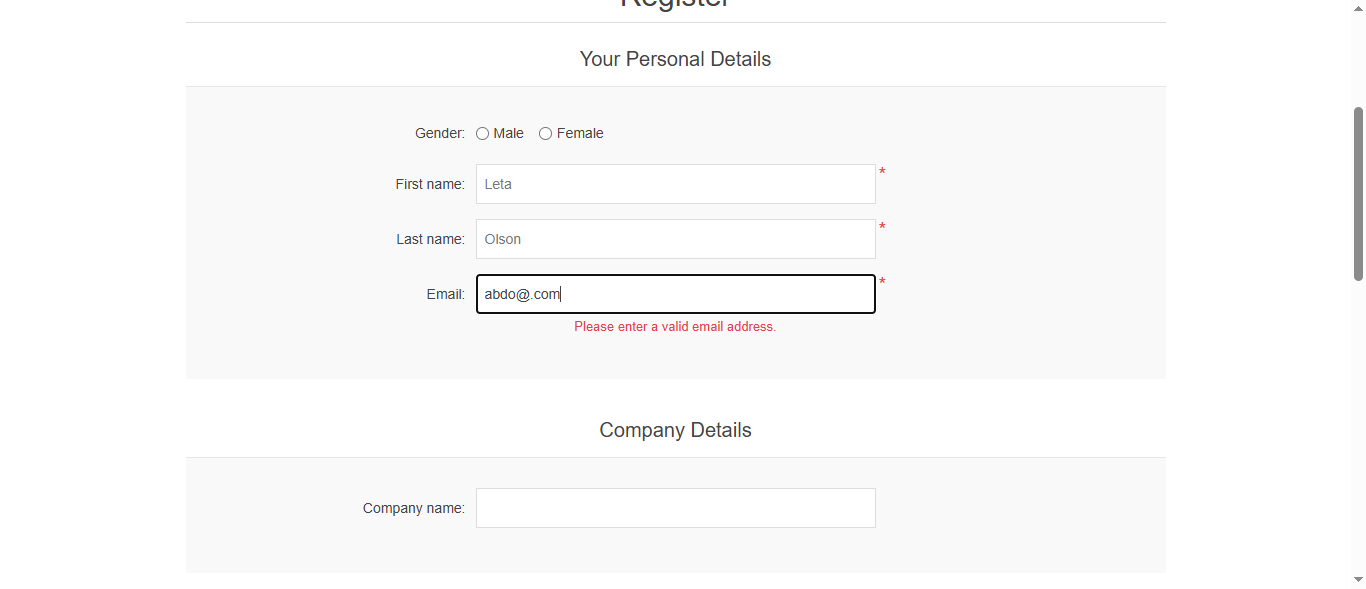 Register
Your Personal Details
Gender: Male Female
First name: Leta *
Last name: Olson *
Email: abdo@.com *
Please enter a valid email address.
Company Details
Company name: